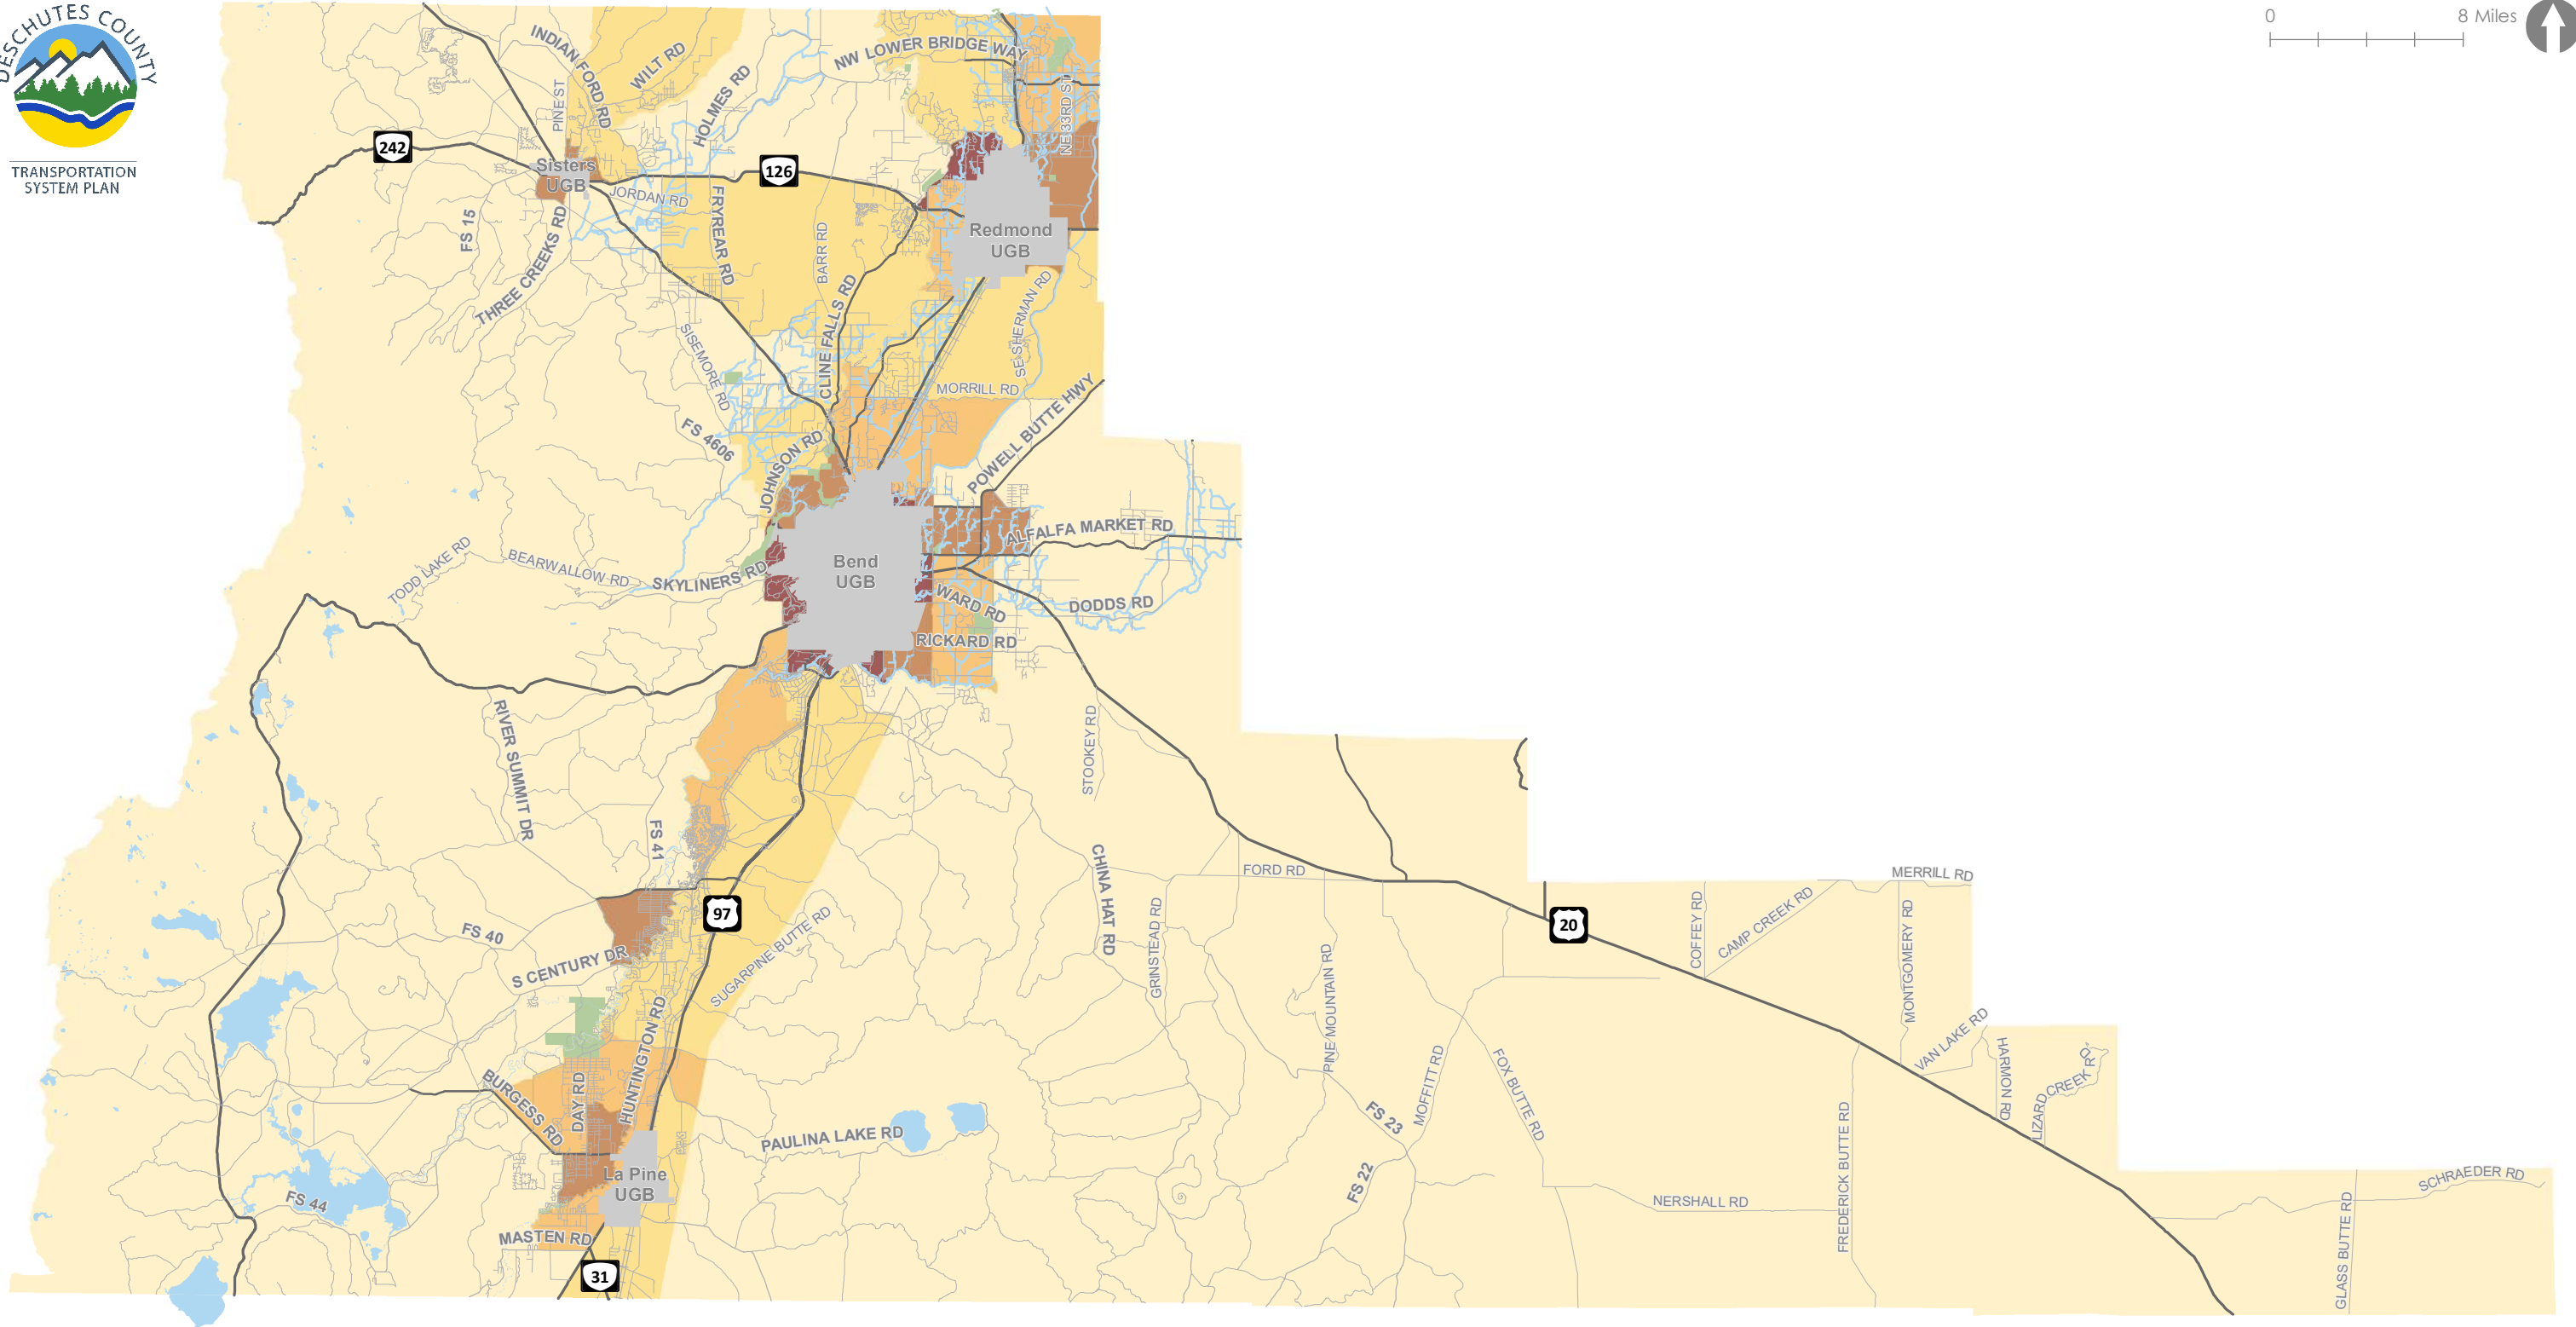 DESCHUTES COUNTY
TRANSPORTATION
SYSTEM PLAN
0 8 Miles
INDIAN FORD RD
WILT RD
NW LOWER BRIDGE WAY
HOLMES RD
PINE ST
NE 33RD ST
242
126
Sisters
UGB
JORDAN RD
FRYREAR RD
FS 15
THREE CREEKS RD
BARR RD
Redmond
UGB
CLINE FALLS RD
SE SHERMAN RD
SISEMORE RD
MORRILL RD
POWELL BUTTE HWY
FS 4606
JOHNSON RD
ALFALFA MARKET RD
TODD LAKE RD
BEARWALLOW RD
SKYLINERS RD
Bend
UGB
WARD RD
DODDS RD
RICKARD RD
RIVER SUMMIT DR
STOOKEY RD
FS 41
CHINA HAT RD
FORD RD
MERRILL RD
97
20
GRINSTEAD RD
COFFEY RD
CAMP CREEK RD
MONTGOMERY RD
FS 40
S CENTURY DR
SUGARPINE BUTTE RD
PINE MOUNTAIN RD
HUNTINGTON RD
VAN LAKE RD
HARMON RD
LIZARD CREEK RD
BURGESS RD
DAY RD
MOFFITT RD
FOX BUTTE RD
FS 23
FREDERICK BUTTE RD
PAULINA LAKE RD
La Pine
UGB
FS 22
FS 44
NERSHALL RD
SCHRAEDER RD
GLASS BUTTE RD
MASTEN RD
31